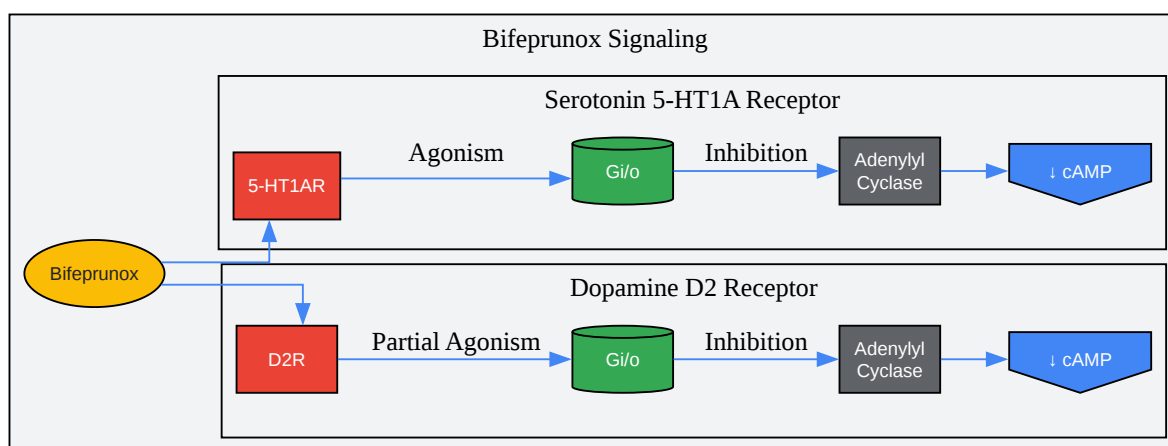 Bifeprunox Signaling
Serotonin 5-HT1A Receptor
5-HT1AR
Agonism
Gi/o
Inhibition
Adenylyl
Cyclase
↓ cAMP
Bifeprunox
Dopamine D2 Receptor
D2R
Partial Agonism
Gi/o
Inhibition
Adenylyl
Cyclase
↓ cAMP